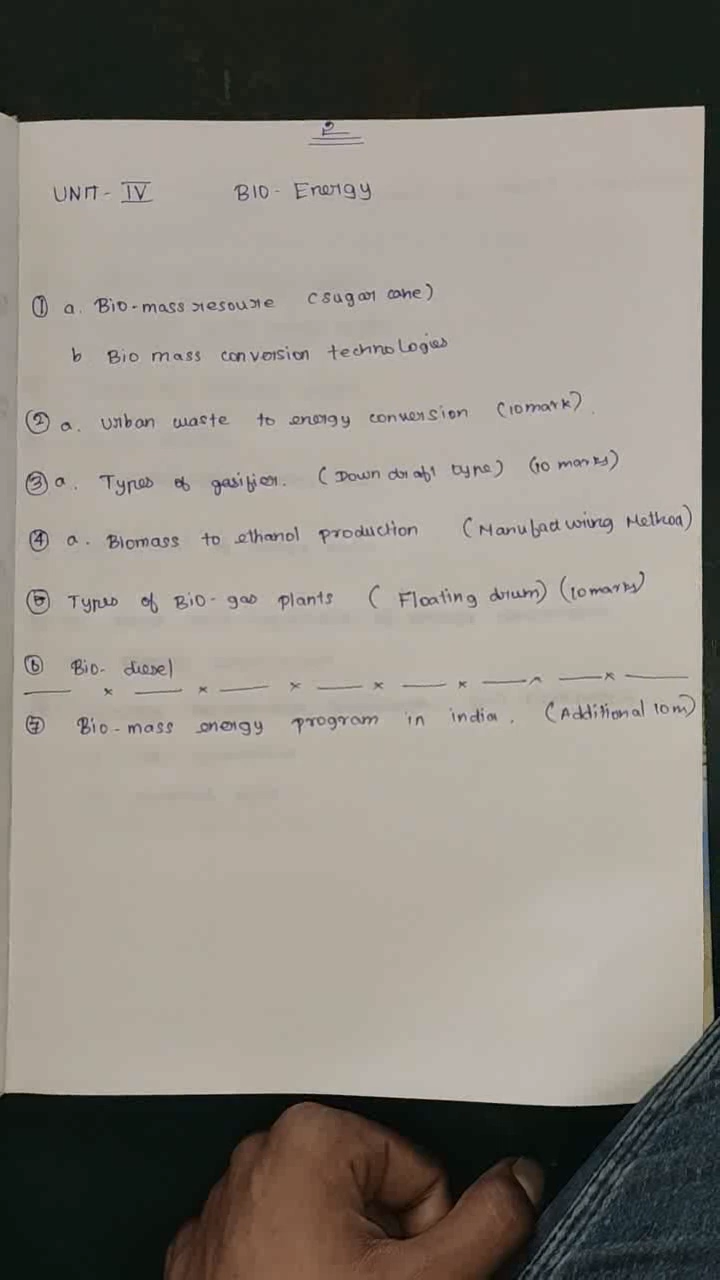 2
UNIT - IV BIO - Energy
① a. Bio-mass resource (sugar cane)
b Bio mass conversion technologies
② a. urban waste to energy conversion (10mark).
③ a. Types of gasifier. (Down draft type) (10 marks)
④ a. Biomass to ethanol production (Manufacturing Method)
⑤ Types of Bio-gas plants (Floating drum) (10marks)
⑥ Bio- diesel
⑦ Bio-mass energy program in india. (Additional 10m)